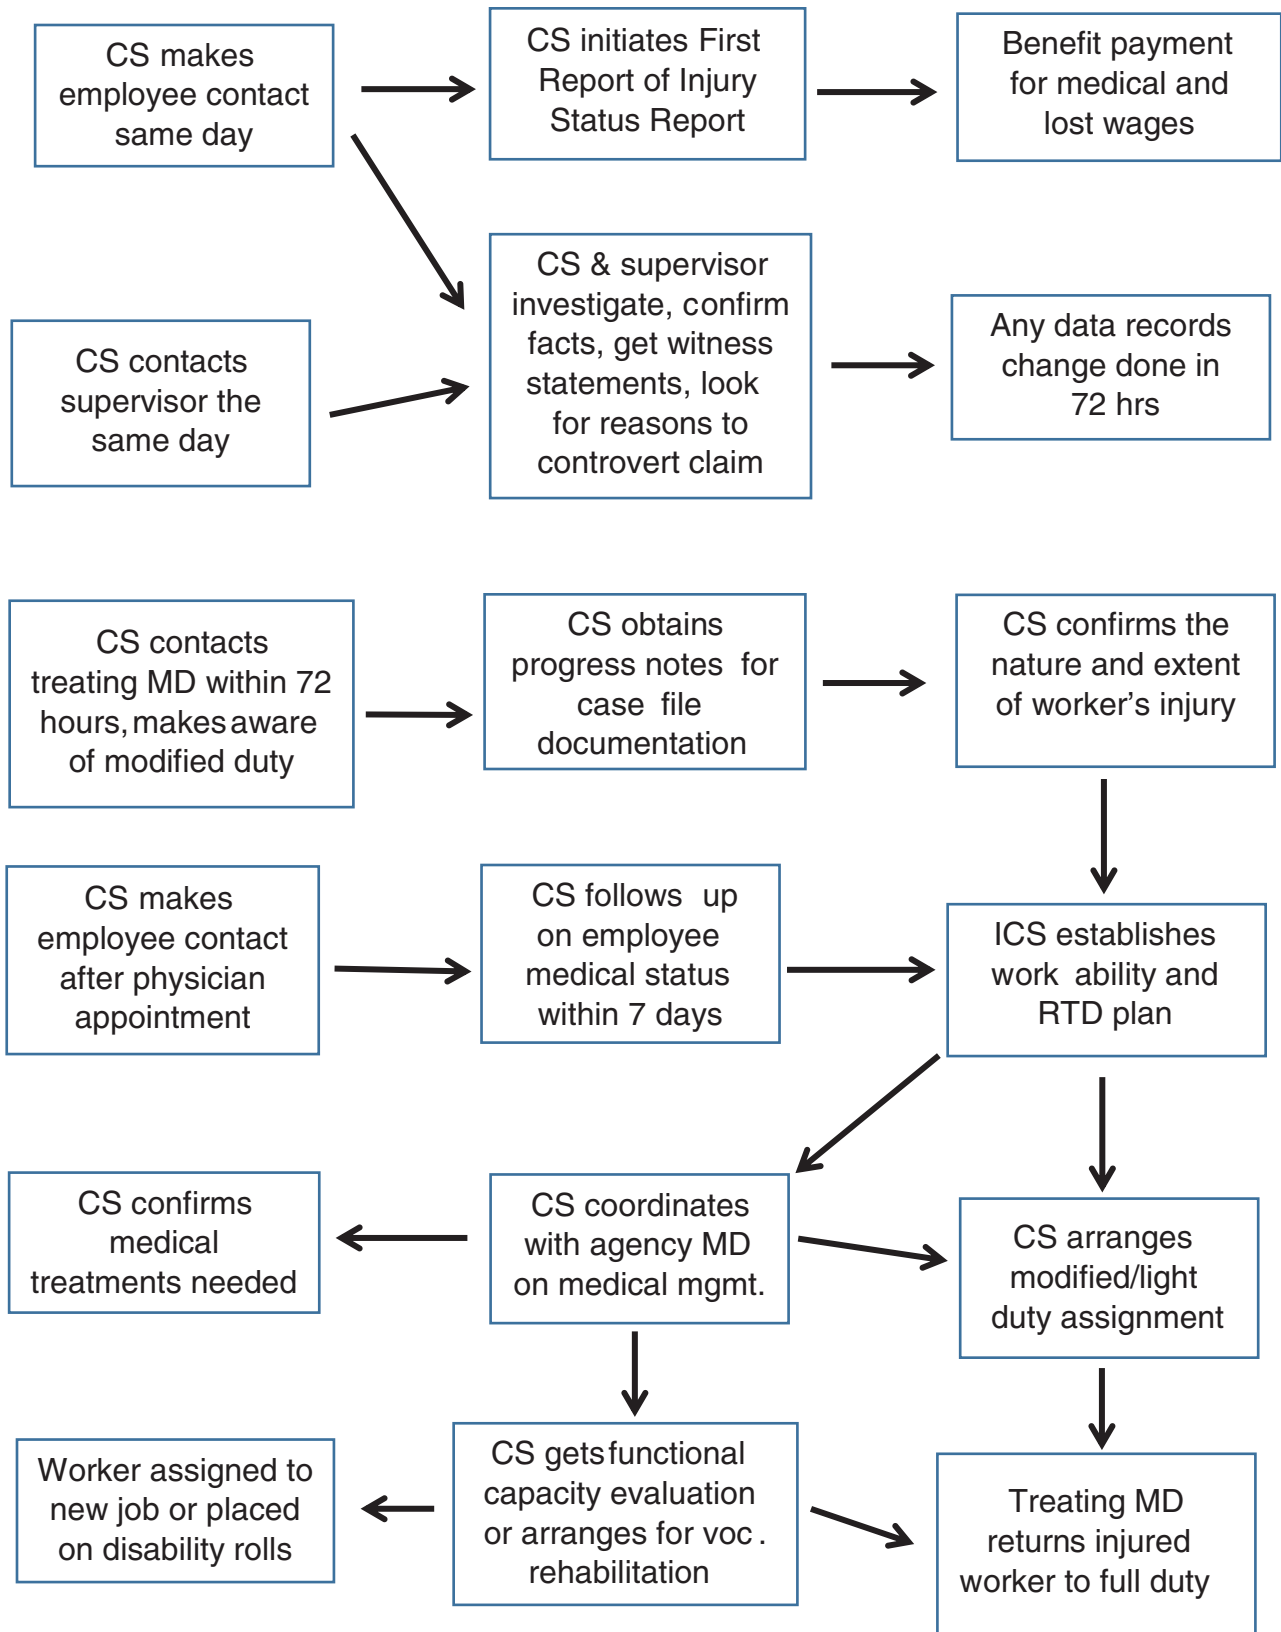 CS makes
employee contact
same day
CS initiates First
Report of Injury
Status Report
Benefit payment
for medical and
lost wages
CS contacts
supervisor the
same day
CS & supervisor
investigate, confirm
facts, get witness
statements, look
for reasons to
controvert claim
Any data records
change done in
72 hrs
CS contacts
treating MD within 72
hours, makes aware
of modified duty
CS obtains
progress notes for
case file
documentation
CS confirms the
nature and extent
of worker's injury
CS makes
employee contact
after physician
appointment
CS follows up
on employee
medical status
within 7 days
ICS establishes
work ability and
RTD plan
CS confirms
medical
treatments needed
CS coordinates
with agency MD
on medical mgmt.
CS arranges
modified/light
duty assignment
Worker assigned to
new job or placed
on disability rolls
CS gets functional
capacity evaluation
or arranges for voc.
rehabilitation
Treating MD
returns injured
worker to full duty